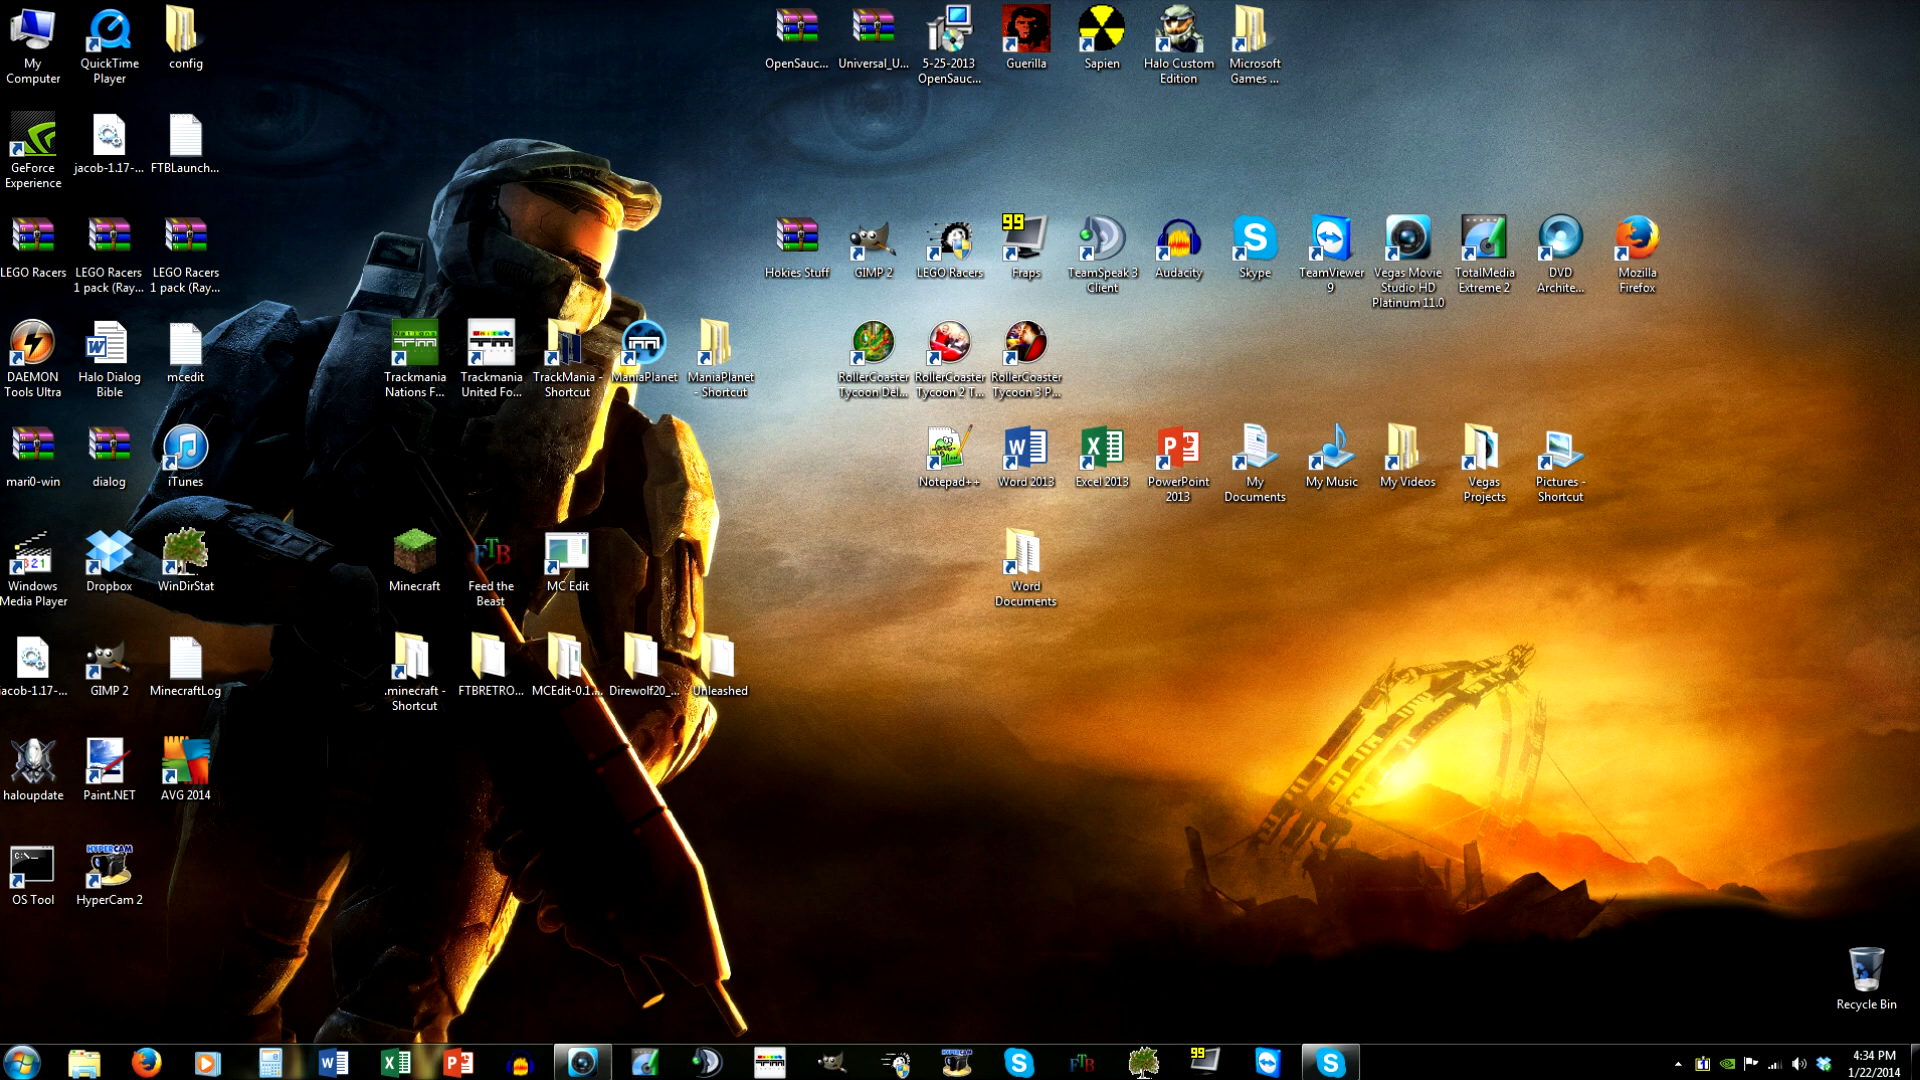 My
Computer
QuickTime
Player
config
OpenSauc...
Universal_U...
5-25-2013
OpenSauc...
Guerilla
Sapien
Halo Custom
Edition
Microsoft
Games ...
GeForce
Experience
jacob-1.17-...
FTBLaunch...
LEGO Racers
LEGO Racers
1 pack (Ray...
LEGO Racers
1 pack (Ray...
Hokies Stuff
GIMP 2
LEGO Racers
99
Fraps
TeamSpeak 3
Client
Audacity
Skype
TeamViewer
9
Vegas Movie
Studio HD
Platinum 11.0
TotalMedia
Extreme 2
DVD
Archite...
Mozilla
Firefox
DAEMON
Tools Ultra
Halo Dialog
Bible
mcedit
Trackmania
Nations F...
Trackmania
United Fo...
TrackMania -
Shortcut
ManiaPlanet
ManiaPlanet
- Shortcut
RollerCoaster
Tycoon Del...
RollerCoaster
Tycoon 2 T...
RollerCoaster
Tycoon 3 P...
mari0-win
dialog
iTunes
Notepad++
Word 2013
Excel 2013
PowerPoint
2013
My
Documents
My Music
My Videos
Vegas
Projects
Pictures -
Shortcut
Windows
Media Player
Dropbox
WinDirStat
Minecraft
FTB
Feed the
Beast
MC Edit
Word
Documents
jacob-1.17-...
GIMP 2
MinecraftLog
.minecraft -
Shortcut
FTBRETRO...
MCEdit-0.1....
Direwolf20_...
Unleashed
haloupdate
Paint.NET
AVG 2014
C:\_
OS Tool
HYPERCAM
HyperCam 2
Recycle Bin
FTB
99
4:34 PM
1/22/2014